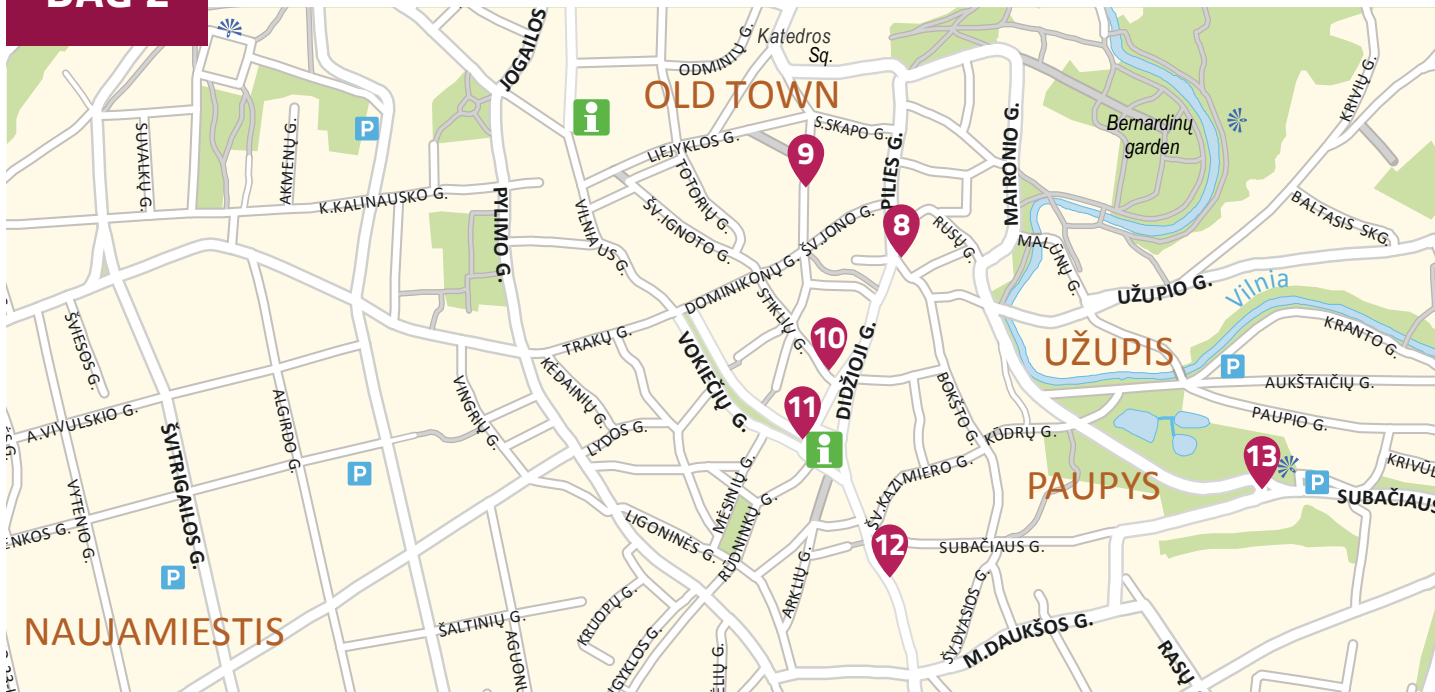 DAG 2
JOGAILOS
ODMINIŲ G.
Katedros
Sq.
OLD TOWN
KRIVIŲ G.
P
i
SUVALKŲ G.
AKMENŲ G.
LIEJYKLOS G.
S.SKAPO G.
PILIES G.
MAIRONIO G.
Bernardinų
garden
9
TOTORIŲ G.
K.KALINAUSKO G.
PYLIMO G.
VILNIAUS G.
ŠV.IGNOTO G.
ŠV.JONO G.
8
RUSŲ G.
BALTASIS SKG.
MALŪNŲ G.
DOMINIKONŲ G.
UŽUPIO G.
Vilnia
STIKLIŲ G.
ŠVIESOS G.
TRAKŲ G.
VOKIEČIŲ G.
10
DIDŽIOJI G.
UŽUPIS
KRANTO G.
KĖDAINIŲ G.
VINGRIŲ G.
BOKŠTO G.
P
AUKŠTAIČIŲ G.
A.VIVULSKIO G.
ALGIRDO G.
LYDOS G.
11
i
PAUPIO G.
KŪDRŲ G.
ŠVITRIGAILOS G.
P
MĖSINIŲ G.
ŠV.KAZIMIERO G.
PAUPYS
13
P
SUBAČIAUS
VYTENIO G.
LIGONINĖS G.
RŪDNINKŲ G.
12
SUBAČIAUS G.
ARKLIŲ G.
P
ŠV.DVASIOS G.
NAUJAMIESTIS
ŠALTINIŲ G.
KRUOPŲ G.
M.DAUKŠOS G.
RASŲ